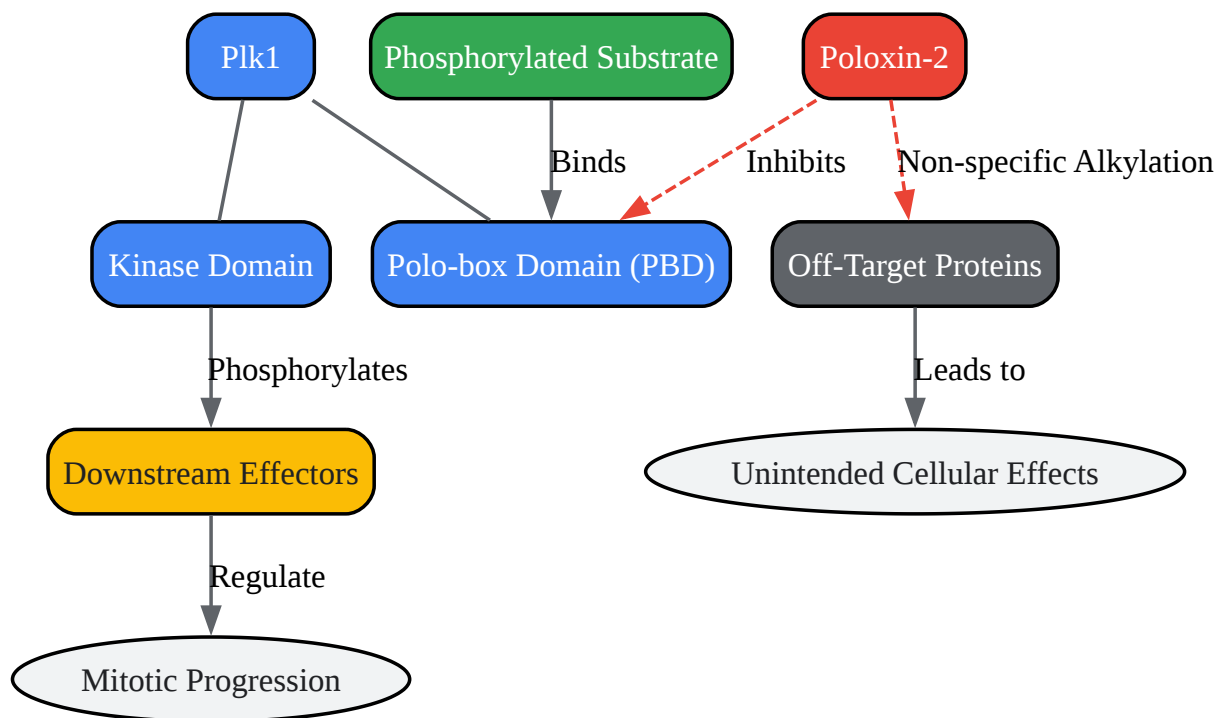 Plk1
Phosphorylated Substrate
Poloxin-2
Binds
Inhibits
Non-specific Alkylation
Kinase Domain
Polo-box Domain (PBD)
Off-Target Proteins
Phosphorylates
Leads to
Downstream Effectors
Unintended Cellular Effects
Regulate
Mitotic Progression